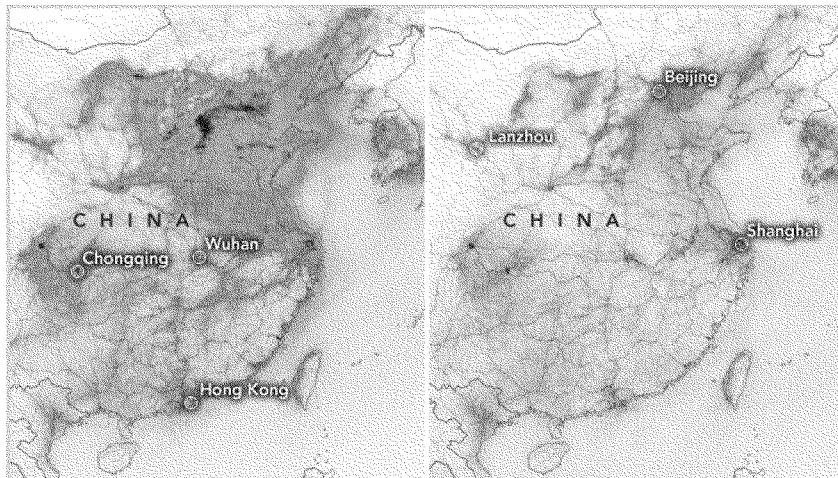 Beijing
Lanzhou
CHINA
CHINA
Shanghai
Wuhan
Chongqing
Hong Kong